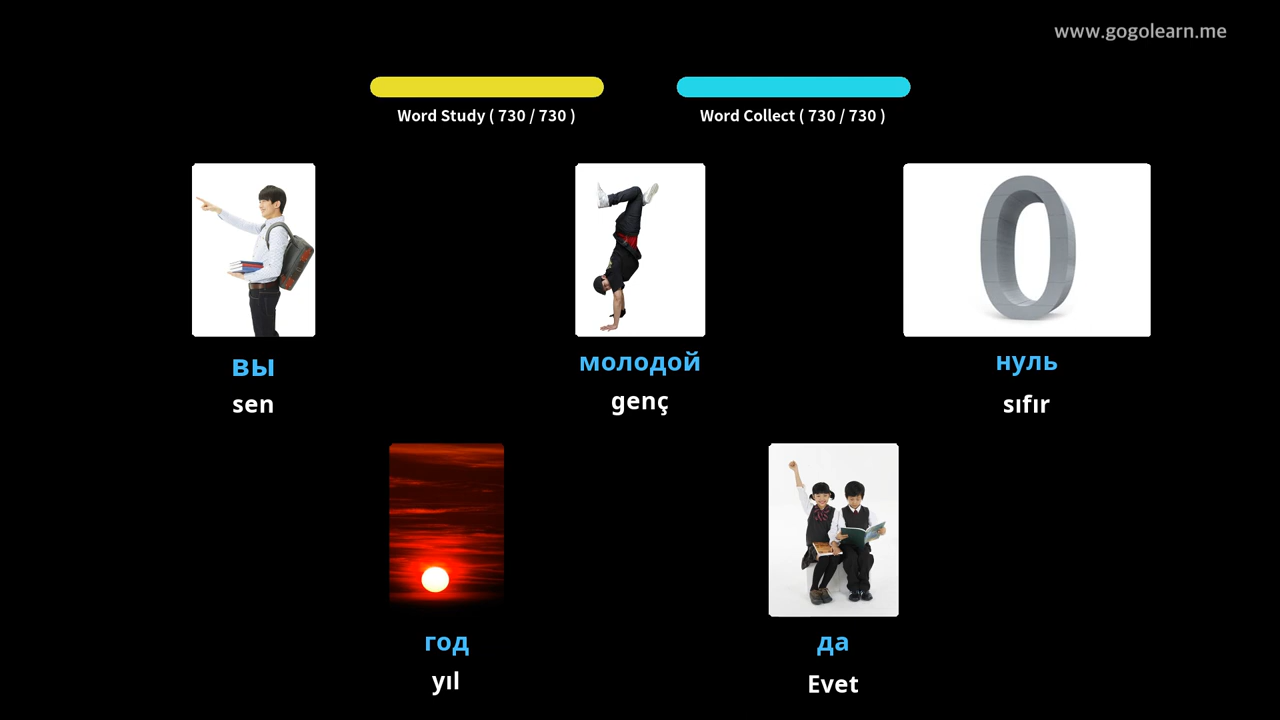 www.gogolearn.me
Word Study ( 730 / 730 )
Word Collect ( 730 / 730 )
вы
sen
молодой
genç
нуль
sıfır
год
yıl
да
Evet